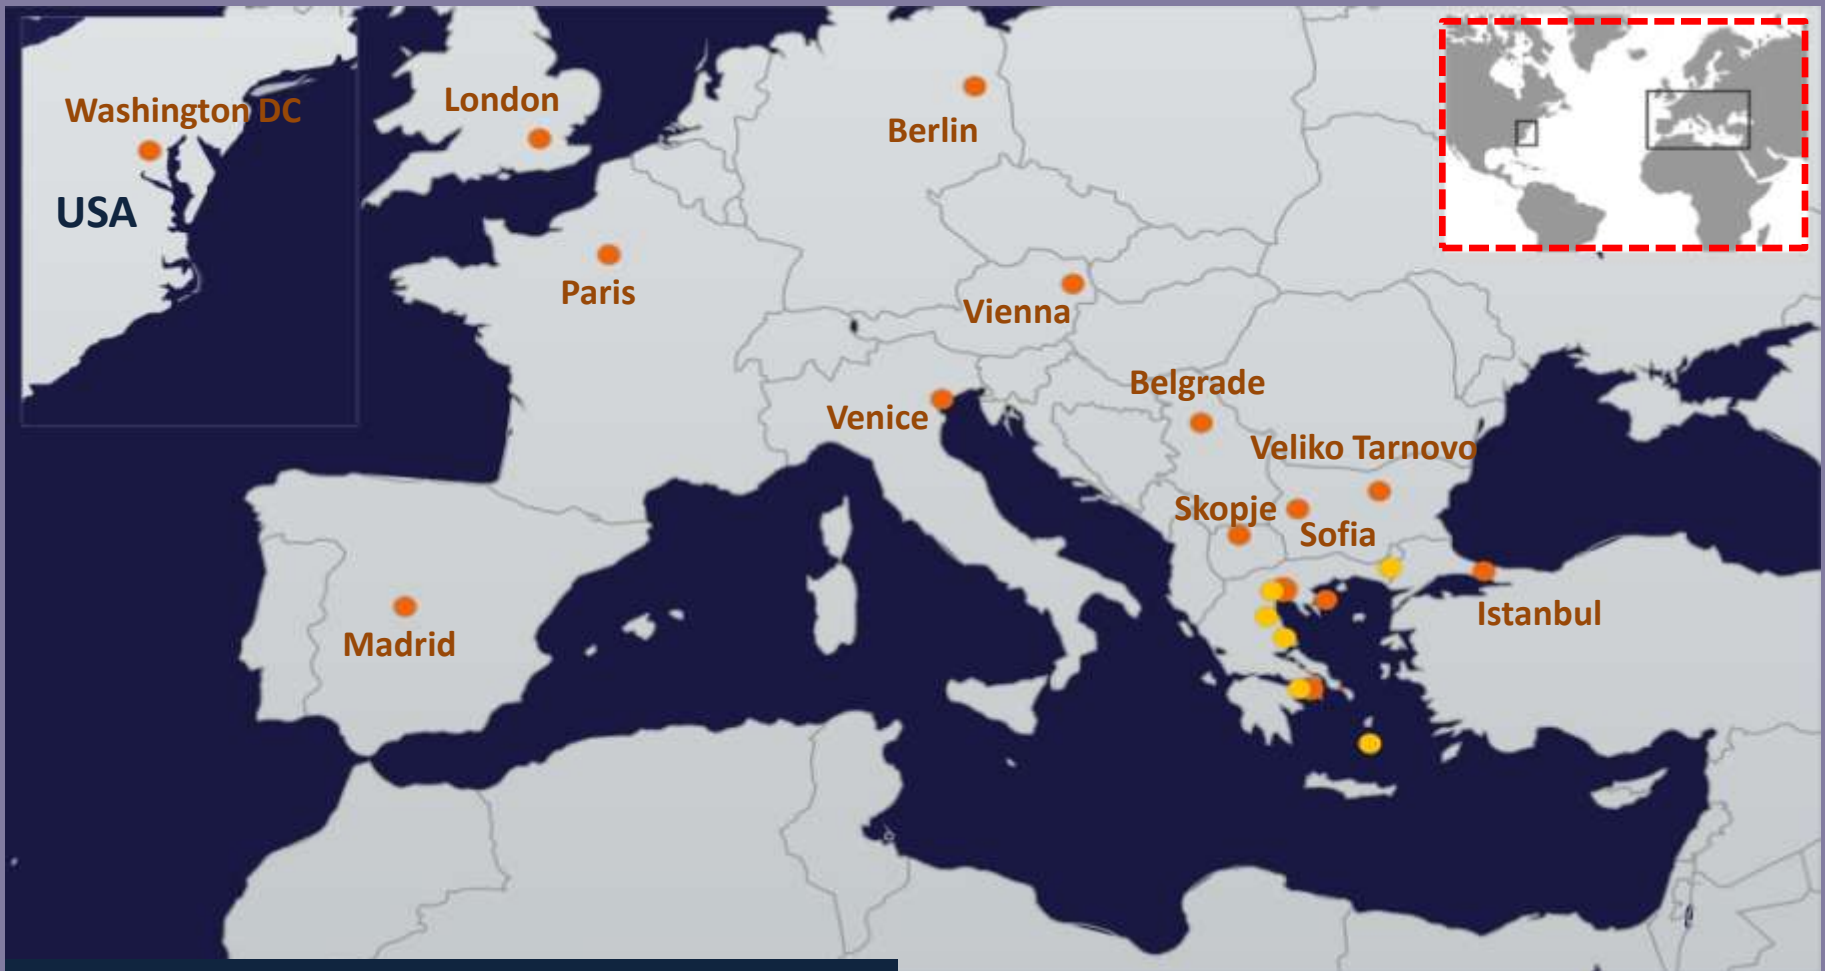 Washington DC
USA
London
Berlin
Paris
Vienna
Belgrade
Venice
Veliko Tarnovo
Skopje
Sofia
Istanbul
Madrid